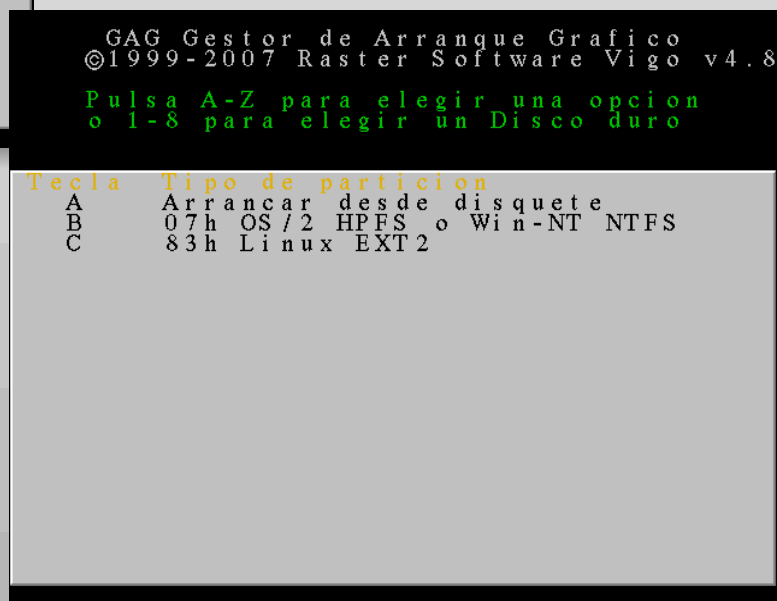 GAG Gestor de Arranque Grafico
©1999-2007 Raster Software Vigo v4.8
Pulsa A-Z para elegir una opcion
o 1-8 para elegir un Disco duro
Tecla Tipo de particion
A Arrancar desde disquete
B 07h OS/2 HPFS o Win-NT NTFS
C 83h Linux EXT2